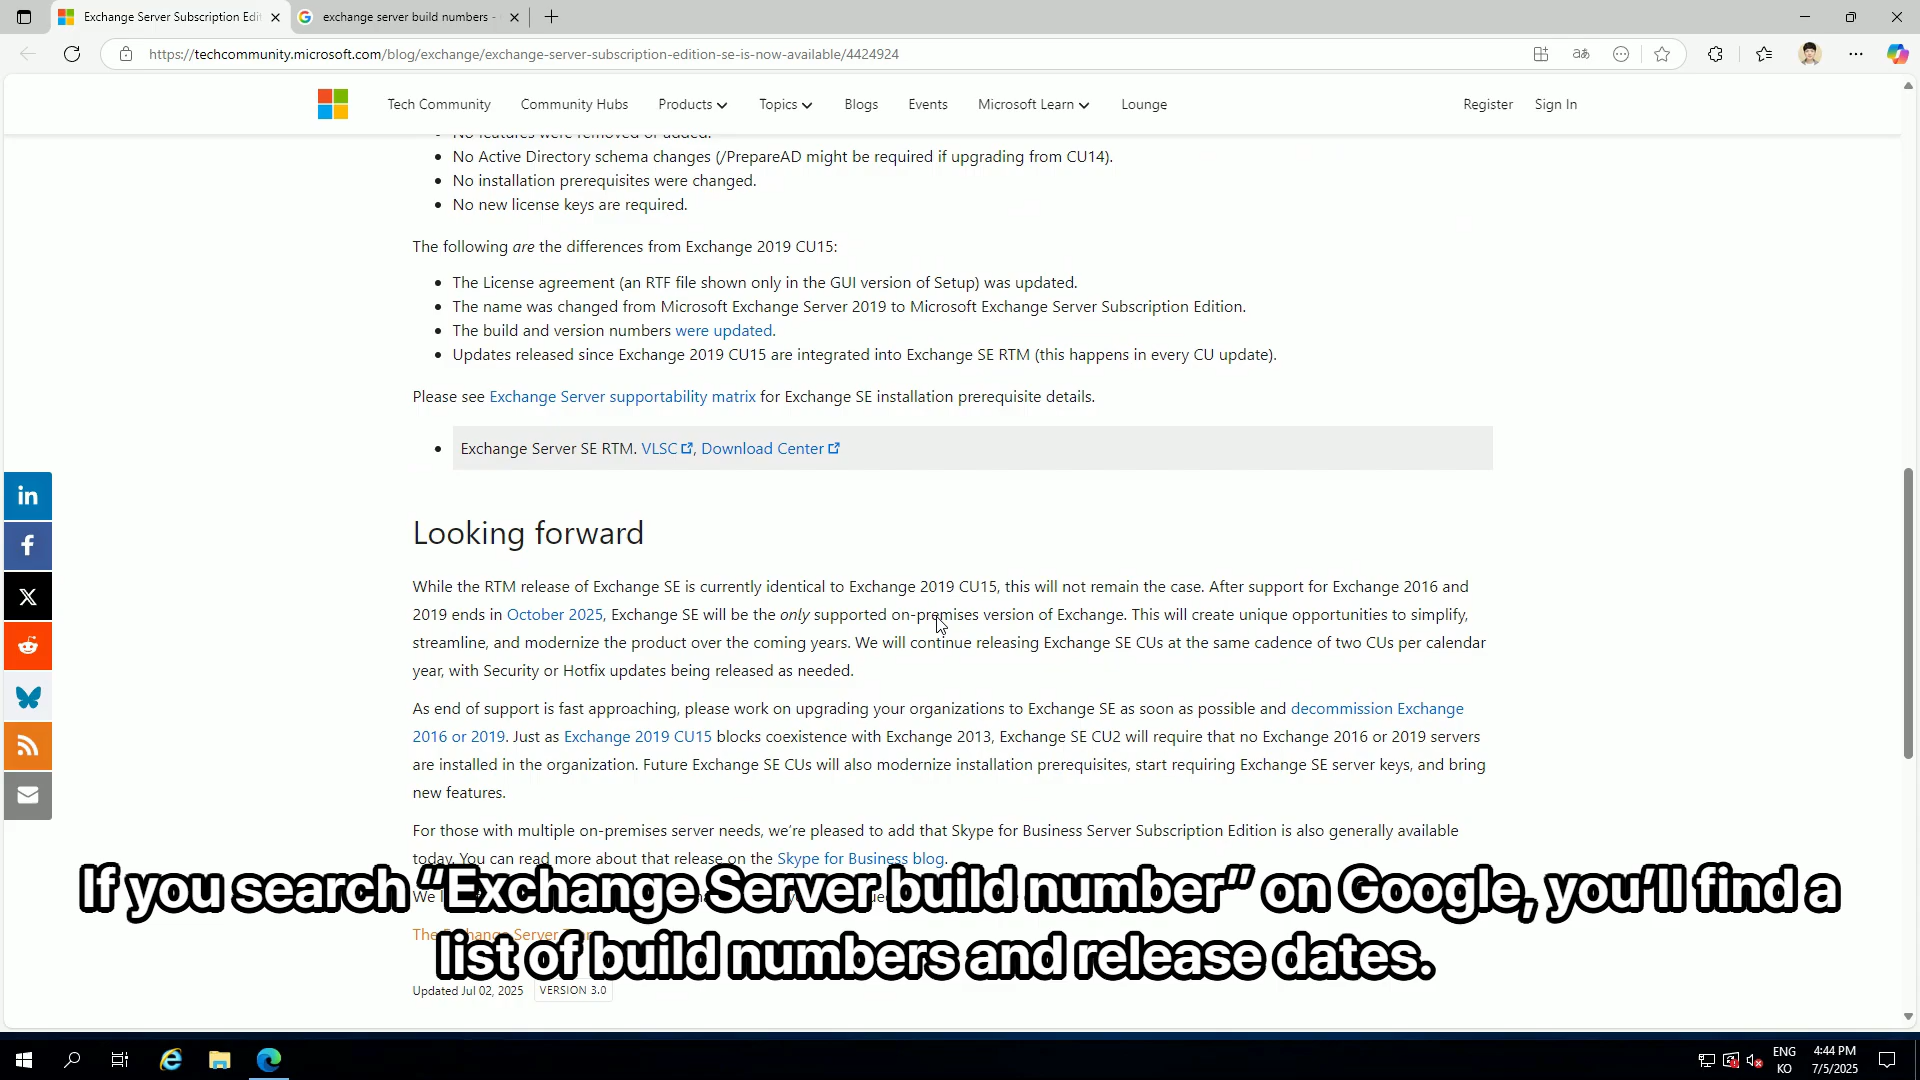 Exchange Server Subscription Edit
exchange server build numbers -
https://techcommunity.microsoft.com/blog/exchange/exchange-server-subscription-edition-se-is-now-available/4424924
Tech Community Community Hubs Products Topics Blogs Events Microsoft Learn Lounge Register Sign In
No features were removed or added.
No Active Directory schema changes (/PrepareAD might be required if upgrading from CU14).
No installation prerequisites were changed.
No new license keys are required.
The following are the differences from Exchange 2019 CU15:
The License agreement (an RTF file shown only in the GUI version of Setup) was updated.
The name was changed from Microsoft Exchange Server 2019 to Microsoft Exchange Server Subscription Edition.
The build and version numbers were updated.
Updates released since Exchange 2019 CU15 are integrated into Exchange SE RTM (this happens in every CU update).
Please see Exchange Server supportability matrix for Exchange SE installation prerequisite details.
Exchange Server SE RTM. VLSC, Download Center
Looking forward
While the RTM release of Exchange SE is currently identical to Exchange 2019 CU15, this will not remain the case. After support for Exchange 2016 and
2019 ends in October 2025, Exchange SE will be the only supported on-premises version of Exchange. This will create unique opportunities to simplify,
streamline, and modernize the product over the coming years. We will continue releasing Exchange SE CUs at the same cadence of two CUs per calendar
year, with Security or Hotfix updates being released as needed.
As end of support is fast approaching, please work on upgrading your organizations to Exchange SE as soon as possible and decommission Exchange
2016 or 2019. Just as Exchange 2019 CU15 blocks coexistence with Exchange 2013, Exchange SE CU2 will require that no Exchange 2016 or 2019 servers
are installed in the organization. Future Exchange SE CUs will also modernize installation prerequisites, start requiring Exchange SE server keys, and bring
new features.
For those with multiple on-premises server needs, we're pleased to add that Skype for Business Server Subscription Edition is also generally available
today. You can read more about that release on the Skype for Business blog.
If you search "Exchange Server build number" on Google, you'll find a
list of build numbers and release dates.
The Exchange Server
Updated Jul 02, 2025 VERSION 3.0
ENG
KO
4:44 PM
7/5/2025